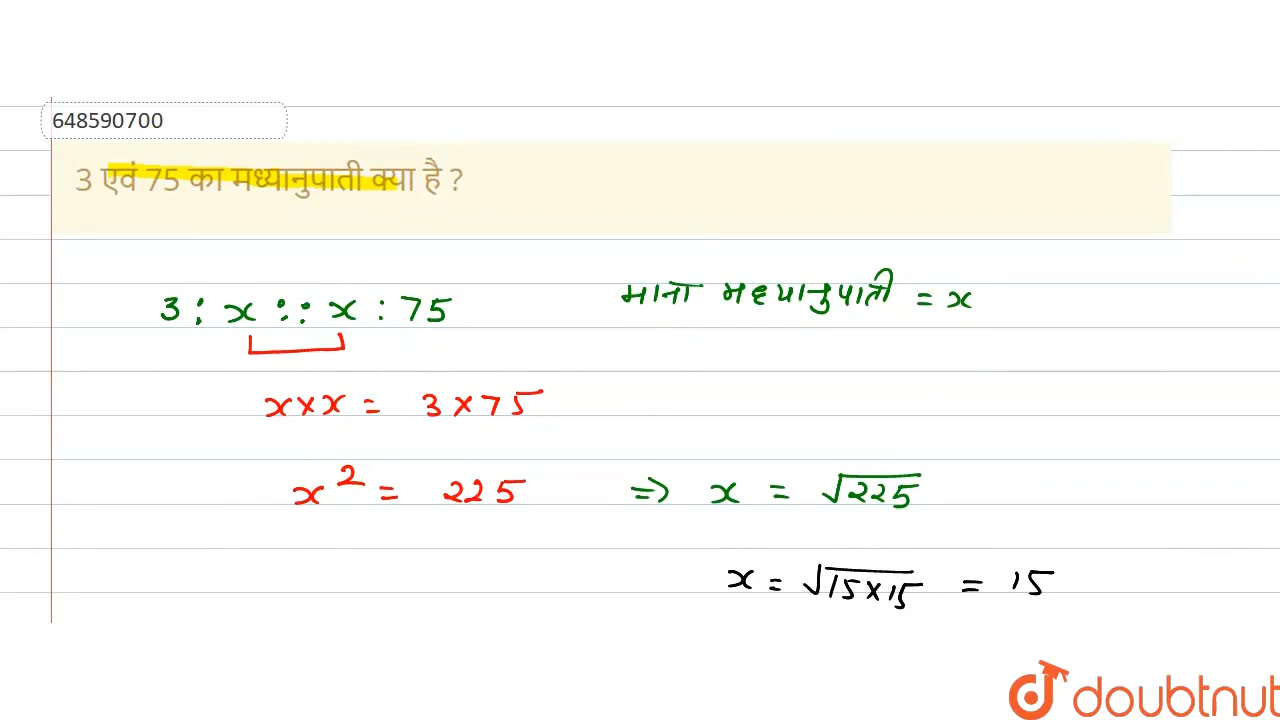 648590700
3 एवं 75 का मध्यानुपाती क्या है ?
3 : x :: x : 75
माना मध्यानुपाती = x
x × x = 3 × 75
x² = 225 ⇒ x = √225
x = √15×15 = 15
doubtnut